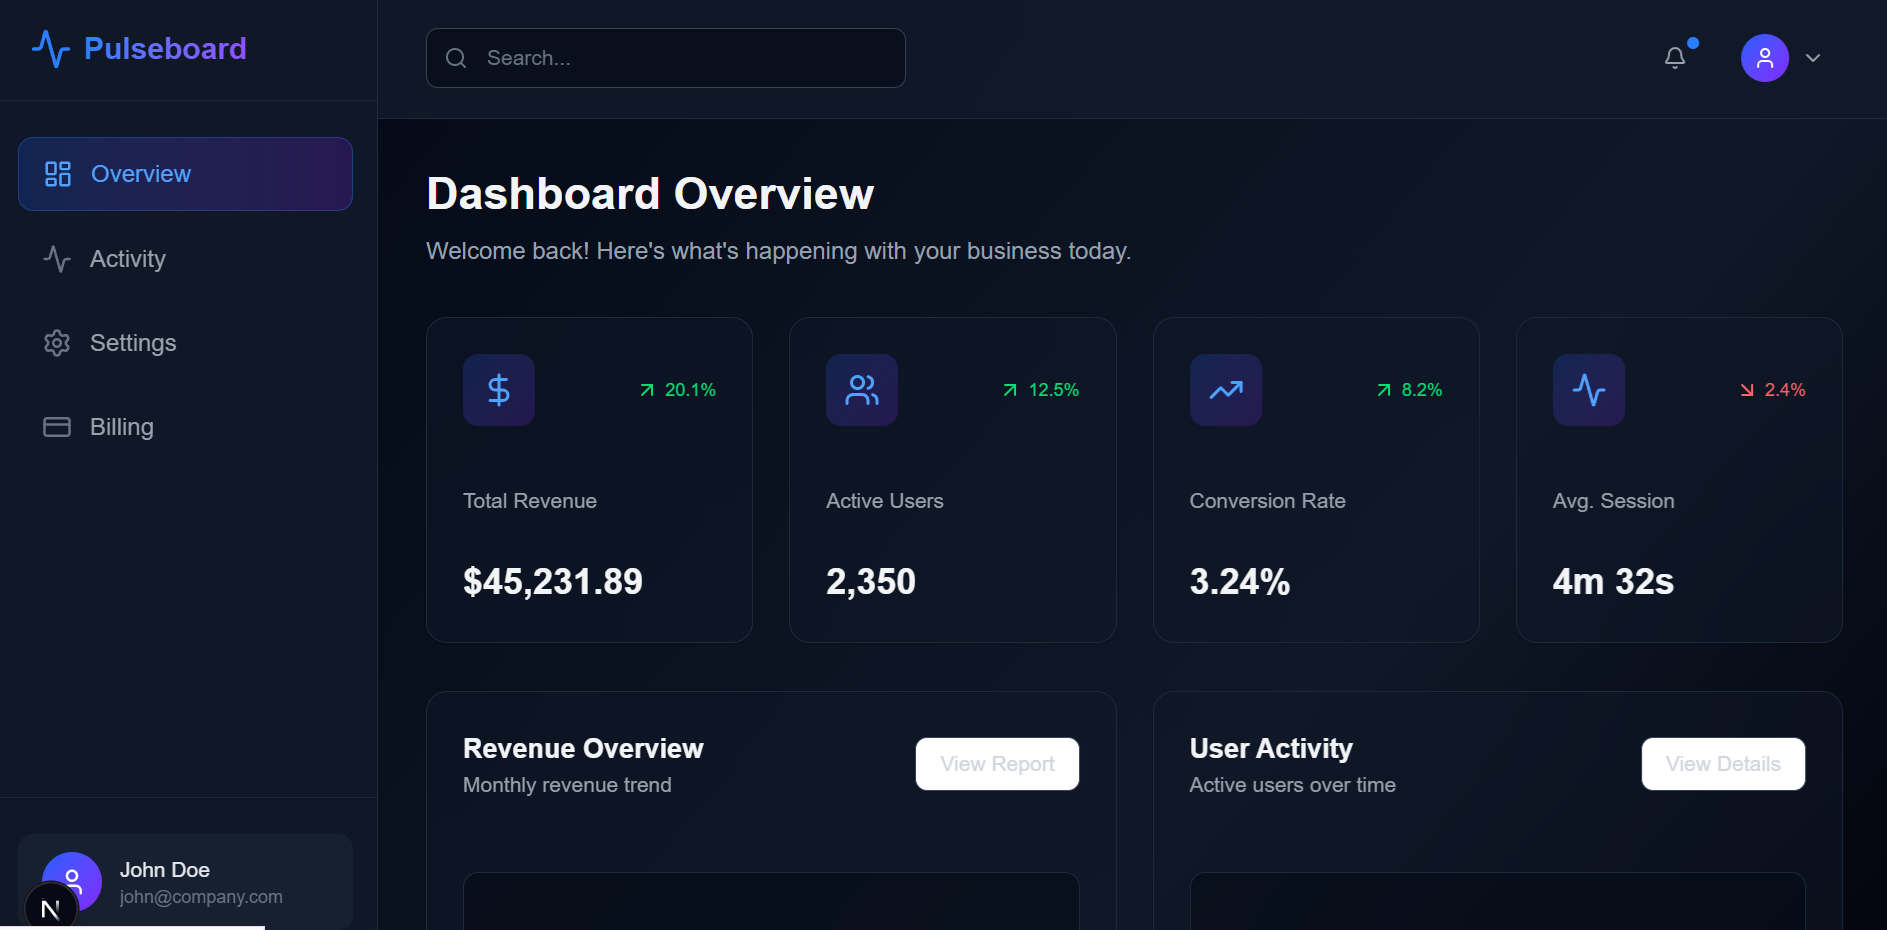 Pulseboard
Search...
Overview
Activity
Settings
Billing
Dashboard Overview
Welcome back! Here's what's happening with your business today.
20.1%
Total Revenue
$45,231.89
12.5%
Active Users
2,350
8.2%
Conversion Rate
3.24%
2.4%
Avg. Session
4m 32s
Revenue Overview
Monthly revenue trend
View Report
User Activity
Active users over time
View Details
John Doe
john@company.com
N